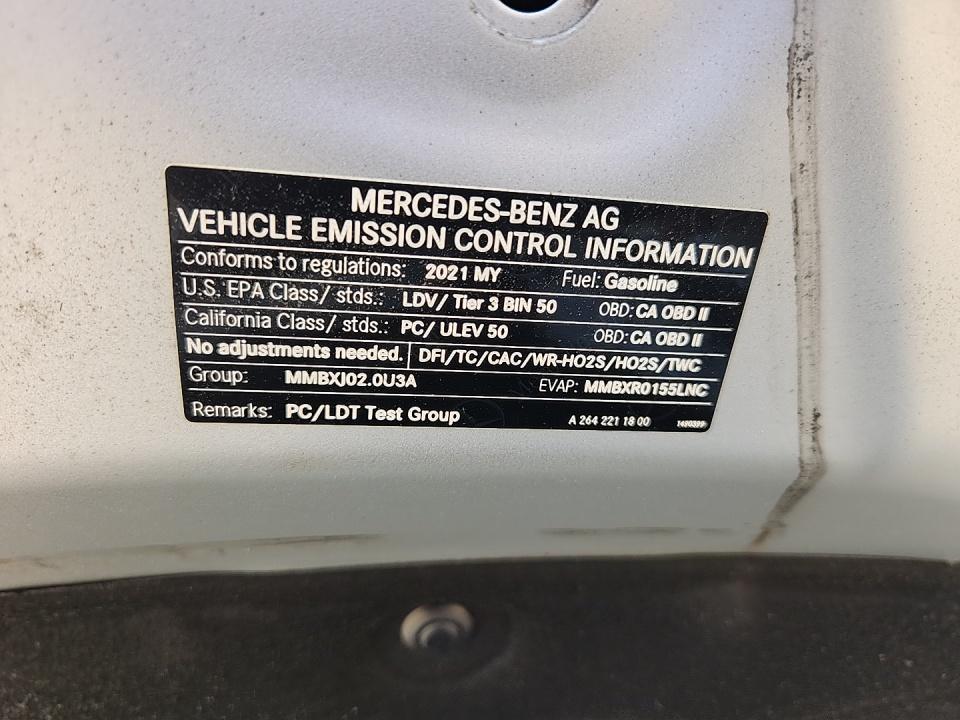 MERCEDES-BENZ AG
VEHICLE EMISSION CONTROL INFORMATION
Conforms to regulations: 2021 MY Fuel: Gasoline
U.S. EPA Class/ stds.: LDV/ Tier 3 BIN 50 OBD: CA OBD II
California Class/ stds.: PC/ ULEV 50 OBD: CA OBD II
No adjustments needed. DFI/TC/CAC/WR-HO2S/HO2S/TWC
Group: MMBXJ02.0U3A EVAP: MMBXR0155LNC
Remarks: PC/LDT Test Group A 264 221 18 00